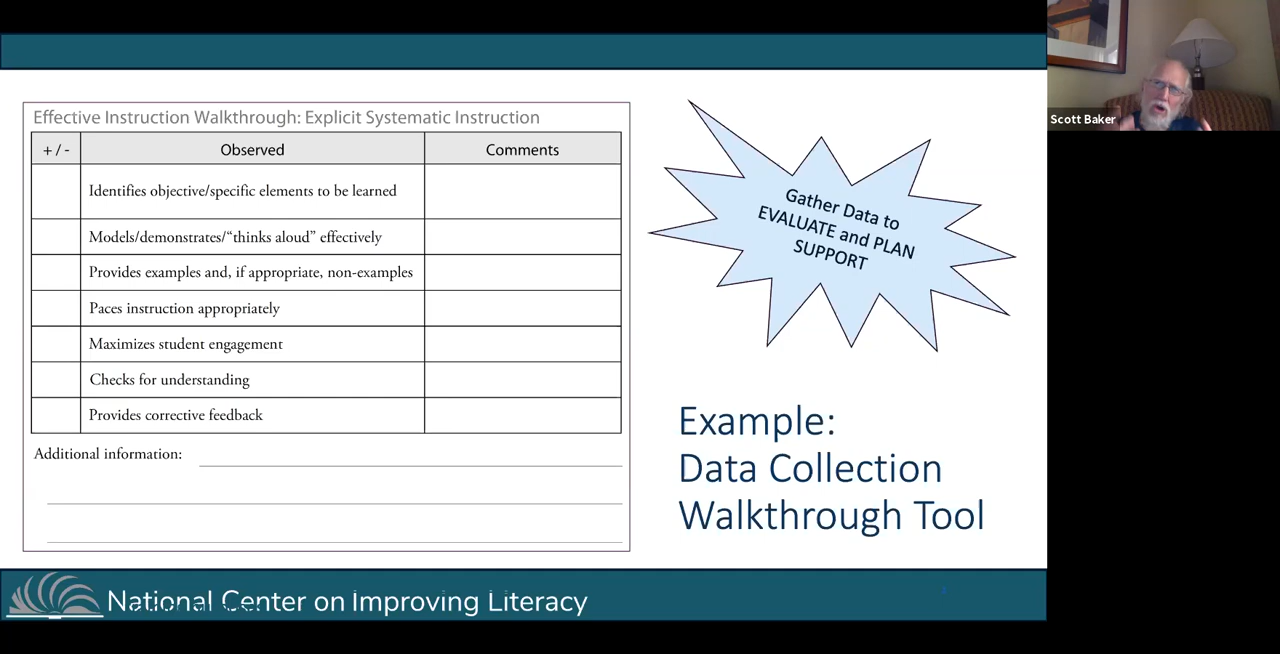 Effective Instruction Walkthrough: Explicit Systematic Instruction
+ / - Observed Comments
Identifies objective/specific elements to be learned
Models/demonstrates/“thinks aloud” effectively
Provides examples and, if appropriate, non-examples
Paces instruction appropriately
Maximizes student engagement
Checks for understanding
Provides corrective feedback
Additional information:
Gather Data to
EVALUATE and PLAN
SUPPORT
Example:
Data Collection
Walkthrough Tool
National Center on Improving Literacy
Scott Baker